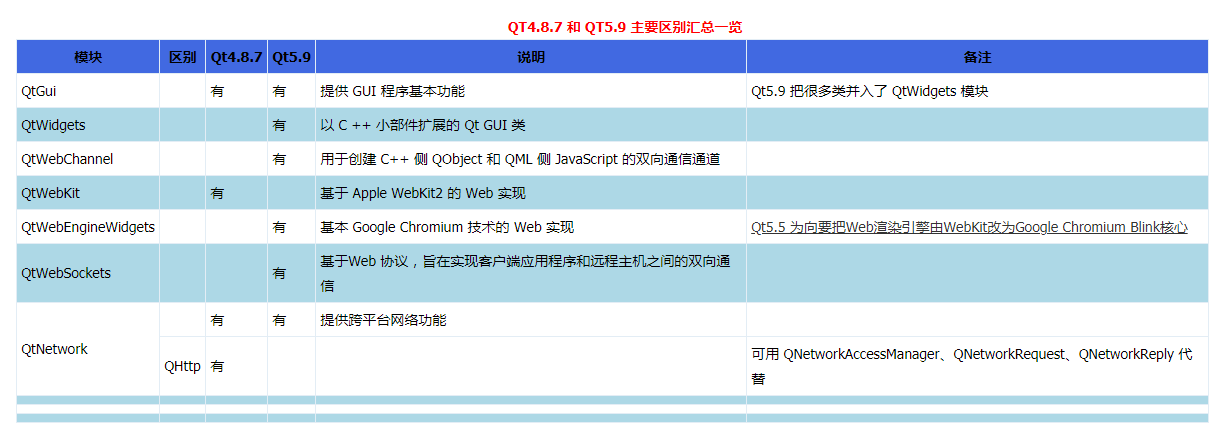 QT4.8.7 和 QT5.9 主要区别汇总一览
模块 区别 Qt4.8.7 Qt5.9 说明 备注
QtGui 有 有 提供 GUI 程序基本功能 Qt5.9 把很多类并入了 QtWidgets 模块
QtWidgets 有 以 C ++ 小部件扩展的 Qt GUI 类
QtWebChannel 有 用于创建 C++ 侧 QObject 和 QML 侧 JavaScript 的双向通信通道
QtWebKit 有 基于 Apple WebKit2 的 Web 实现
QtWebEngineWidgets 有 基本 Google Chromium 技术的 Web 实现 Qt5.5 为向要把Web渲染引擎由WebKit改为Google Chromium Blink核心
QtWebSockets 有 基于Web 协议，旨在实现客户端应用程序和远程主机之间的双向通
信
QtNetwork 有 有 提供跨平台网络功能
QHttp 有 可用 QNetworkAccessManager、QNetworkRequest、QNetworkReply 代
替